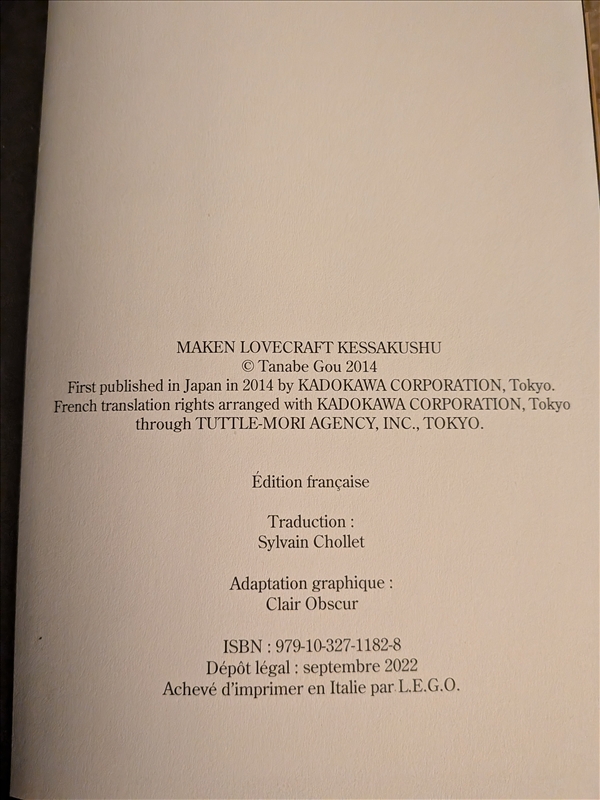 MAKEN LOVECRAFT KESSAKUSHU
© Tanabe Gou 2014
First published in Japan in 2014 by KADOKAWA CORPORATION, Tokyo.
French translation rights arranged with KADOKAWA CORPORATION, Tokyo
through TUTTLE-MORI AGENCY, INC., TOKYO.
Édition française
Traduction :
Sylvain Chollet
Adaptation graphique :
Clair Obscur
ISBN : 979-10-327-1182-8
Dépôt légal : septembre 2022
Achevé d'imprimer en Italie par L.E.G.O.